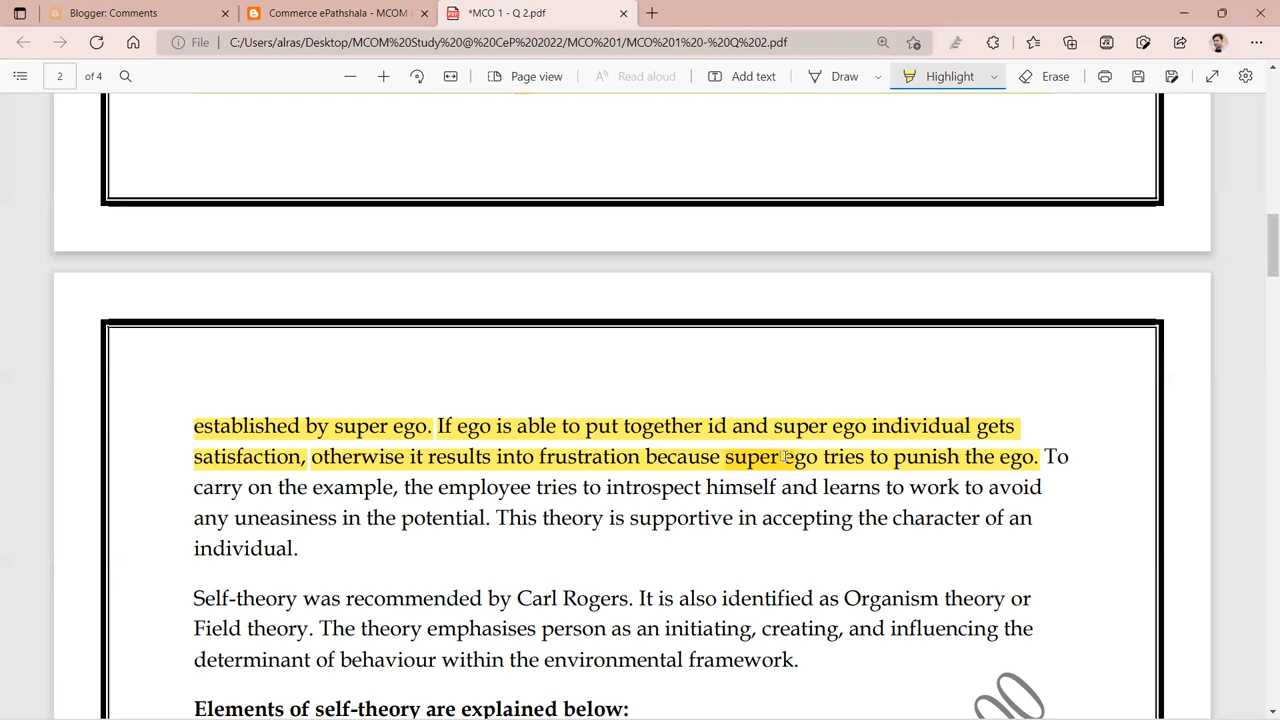 Blogger: Comments
Commerce ePathshala - MCOM
*MCO 1 - Q 2.pdf
File
C:/Users/alras/Desktop/MCOM%20Study%20@%20CeP%202022/MCO%201/MCO%201%20-%20Q%202.pdf
2 of 4
Page view
Read aloud
Add text
Draw
Highlight
Erase
established by super ego. If ego is able to put together id and super ego individual gets
satisfaction, otherwise it results into frustration because super ego tries to punish the ego. To
carry on the example, the employee tries to introspect himself and learns to work to avoid
any uneasiness in the potential. This theory is supportive in accepting the character of an
individual.
Self-theory was recommended by Carl Rogers. It is also identified as Organism theory or
Field theory. The theory emphasises person as an initiating, creating, and influencing the
determinant of behaviour within the environmental framework.
Elements of self-theory are explained below: